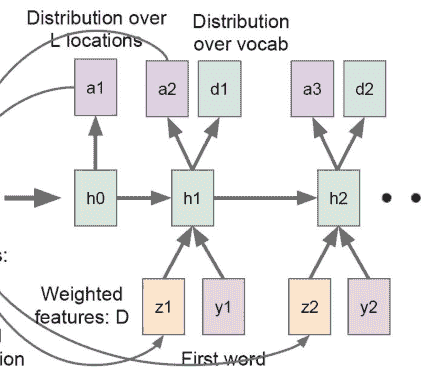 Distribution over
L locations
Distribution
over vocab
a1
a2
d1
a3
d2
h0
h1
h2
s:
Weighted
features: D
z1
y1
z2
y2
First word